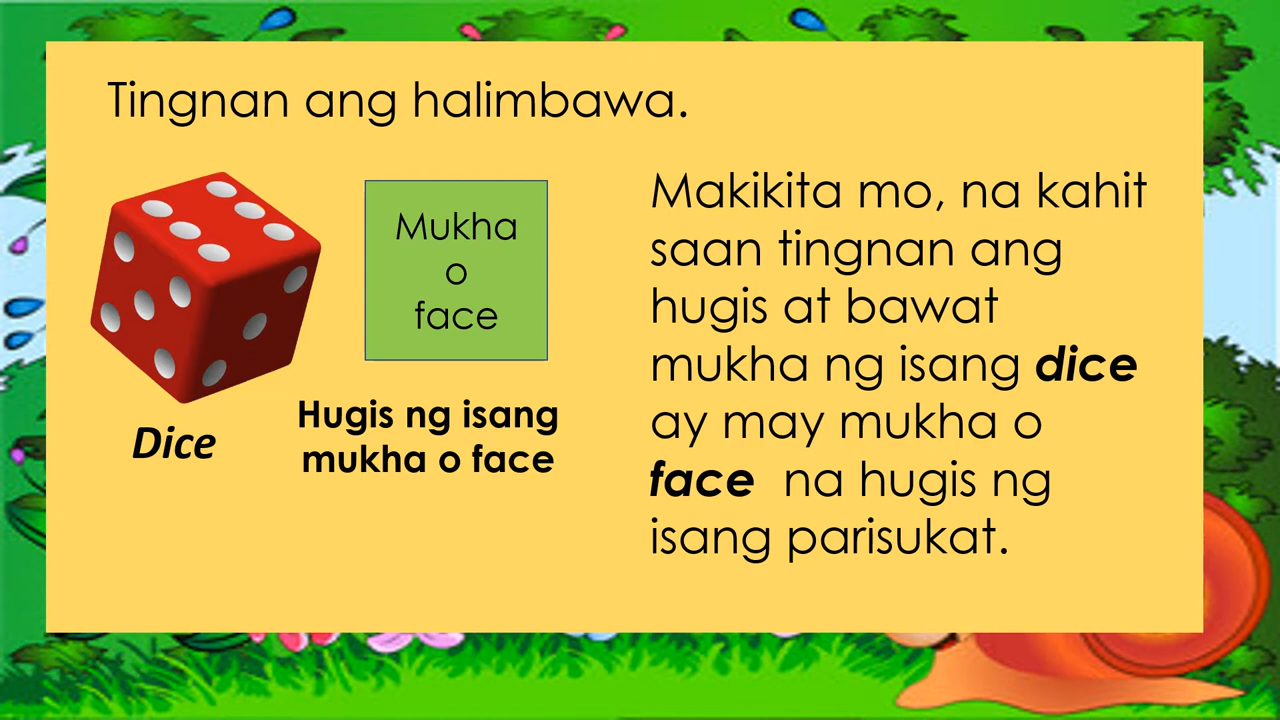 Tingnan ang halimbawa.
Mukha
o
face
Dice
Hugis ng isang
mukha o face
Makikita mo, na kahit
saan tingnan ang
hugis at bawat
mukha ng isang dice
ay may mukha o
face na hugis ng
isang parisukat.